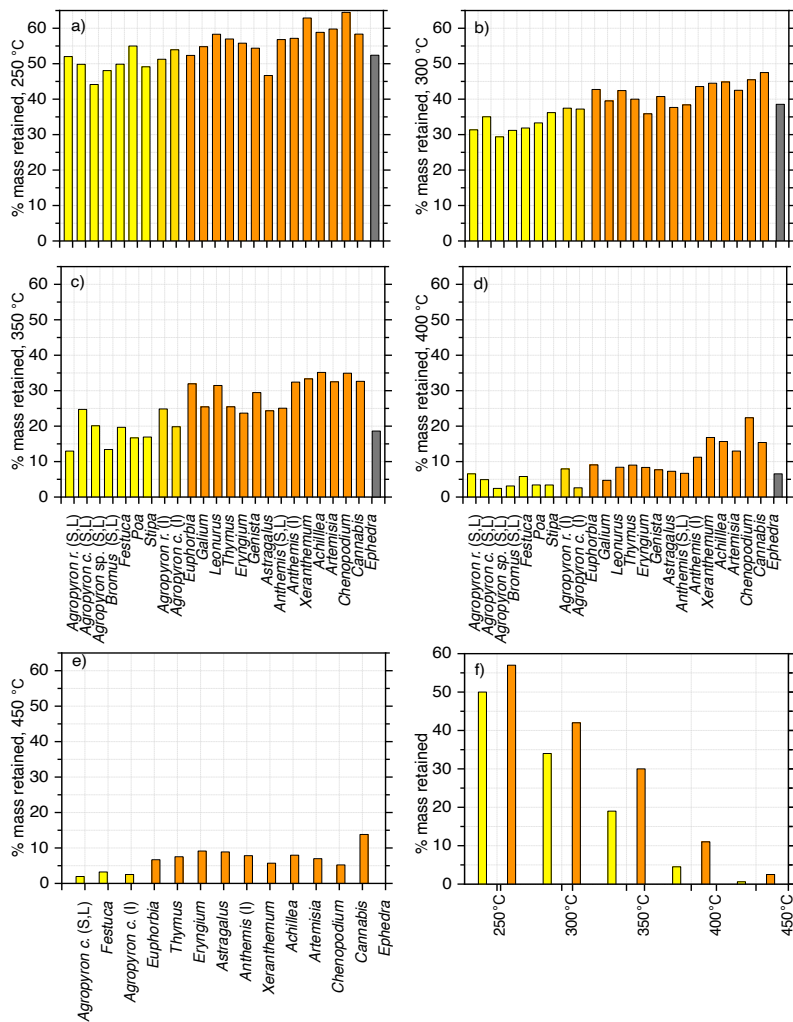 a)
% mass retained, 250 °C
60
50
40
30
20
10
0
b)
% mass retained, 300 °C
60
50
40
30
20
10
0
c)
% mass retained, 350 °C
60
50
40
30
20
10
0
Agropyron r. (S,L)
Agropyron c. (S,L)
Agropyron sp. (S,L)
Bromus (S,L)
Festuca
Poa
Stipa
Agropyron r. (I)
Agropyron c. (I)
Euphorbia
Galium
Leonurus
Thymus
Eryngium
Genista
Astragalus
Anthemis (S,L)
Anthemis (I)
Xeranthemum
Achillea
Artemisia
Chenopodium
Cannabis
Ephedra
d)
% mass retained, 400 °C
60
50
40
30
20
10
0
Agropyron r. (S,L)
Agropyron c. (S,L)
Agropyron sp. (S,L)
Bromus (S,L)
Festuca
Poa
Stipa
Agropyron r. (I)
Agropyron c. (I)
Euphorbia
Galium
Leonurus
Thymus
Eryngium
Genista
Astragalus
Anthemis (S,L)
Anthemis (I)
Xeranthemum
Achillea
Artemisia
Chenopodium
Cannabis
Ephedra
e)
% mass retained, 450 °C
60
50
40
30
20
10
0
Agropyron c. (S,L)
Festuca
Agropyron c. (I)
Euphorbia
Thymus
Eryngium
Astragalus
Anthemis (I)
Xeranthemum
Achillea
Artemisia
Chenopodium
Cannabis
Ephedra
f)
% mass retained
60
50
40
30
20
10
0
250°C
300°C
350°C
400°C
450°C